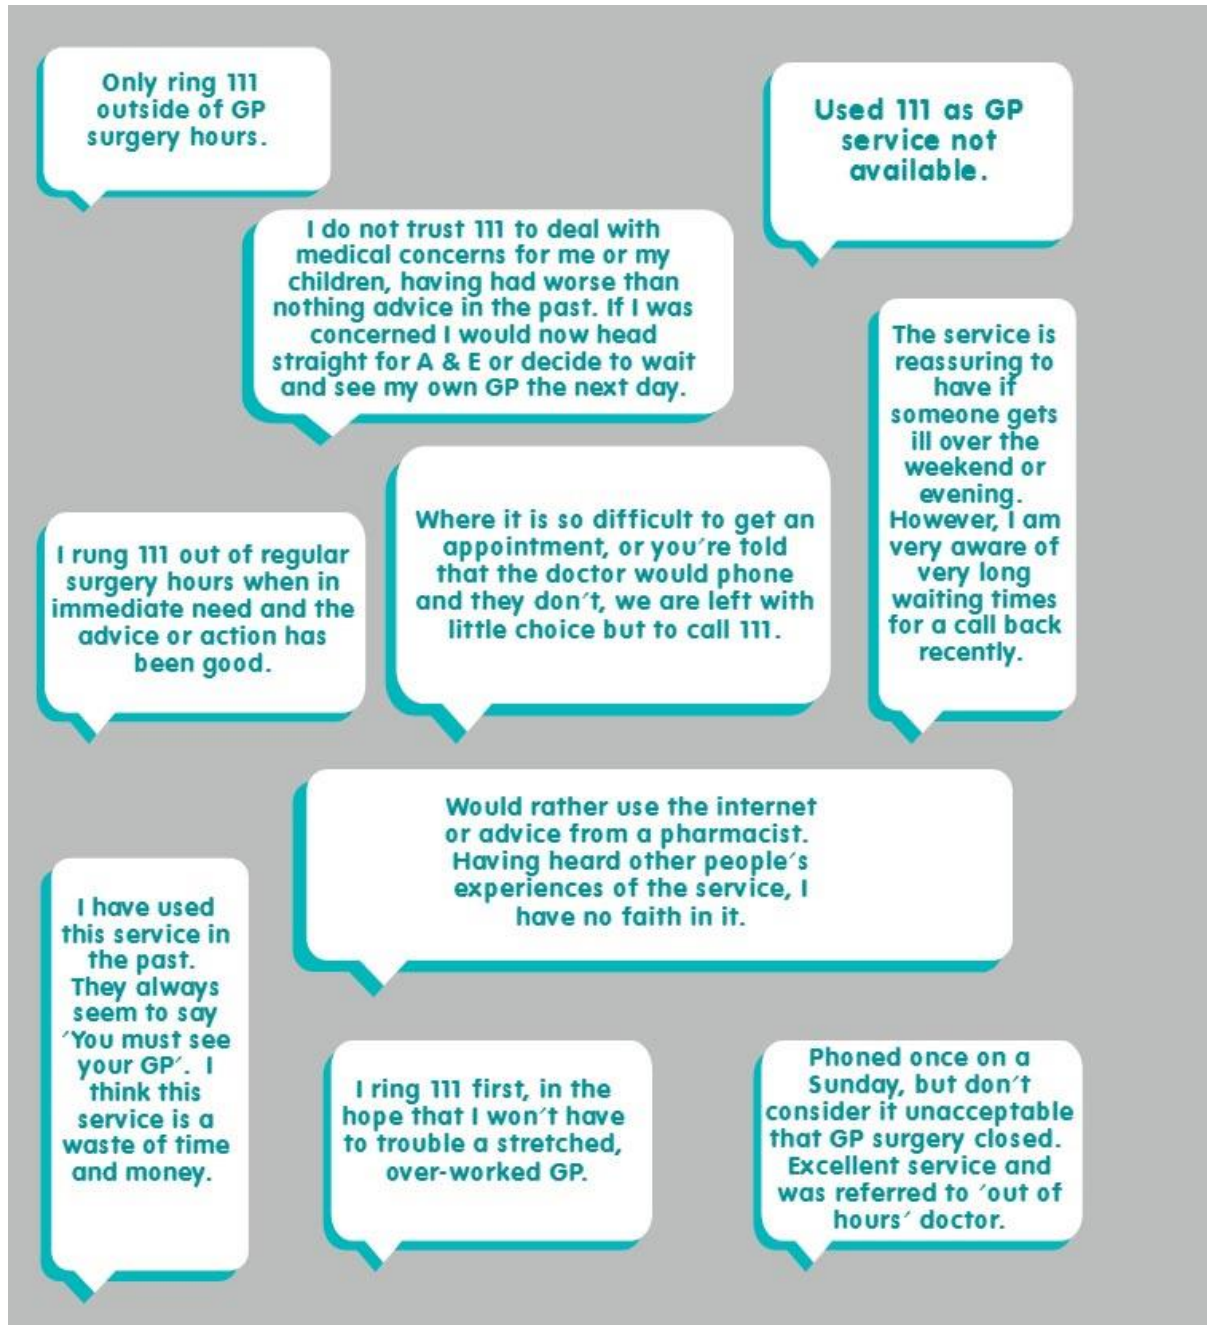 Only ring 111
outside of GP
surgery hours.
Used 111 as GP
service not
available.
I do not trust 111 to deal with
medical concerns for me or my
children, having had worse than
nothing advice in the past. If I was
concerned I would now head
straight for A & E or decide to wait
and see my own GP the next day.
The service is
reassuring to
have if
someone gets
ill over the
weekend or
evening.
However, I am
very aware of
very long
waiting times
for a call back
recently.
I rung 111 out of regular
surgery hours when in
immediate need and the
advice or action has
been good.
Where it is so difficult to get an
appointment, or you're told
that the doctor would phone
and they don't, we are left with
little choice but to call 111.
Would rather use the internet
or advice from a pharmacist.
Having heard other people's
experiences of the service, I
have no faith in it.
I have used
this service in
the past.
They always
seem to say
'You must see
your GP'. I
think this
service is a
waste of time
and money.
I ring 111 first, in the
hope that I won't have
to trouble a stretched,
over-worked GP.
Phoned once on a
Sunday, but don't
consider it unacceptable
that GP surgery closed.
Excellent service and
was referred to 'out of
hours' doctor.